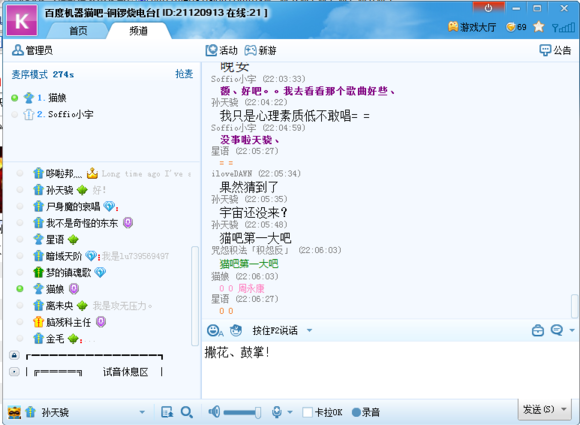 K
百度机器猫吧-铜锣烧电台[ ID:21120913 在线:21 ]
首页
频道
游戏大厅
69
管理员
活动
新游
公告
麦序模式 274s
抢麦
1. 猫娘
2. Soffio小宇
哆啦邦....
Long time ago I've c
孙天骁
好!
尸身魔的哀唱
我不是奇怪的东东
星语
暗域天阶
我是lu739569497
梦的镇魂歌
猫娘
离未央
我是坎无压力。
脑残科主任
金毛
试音休息区
孙天骁
晚安
Soffio小宇 (22:03:33)
额、好吧。。我去看看那个歌曲好些、
孙天骁 (22:04:22)
我只是心理素质低不敢唱= =
Soffio小宇 (22:04:59)
没事啦天骁、
星语 (22:05:27)
= =
iloveDAWN (22:05:34)
果然猜到了
孙天骁 (22:05:35)
宇宙还没来?
孙天骁 (22:05:48)
猫吧第一大吧
咒怨积法「积怨反」 (22:06:03)
猫吧第一大吧
猫娘 (22:06:03)
0 0 周永康
星语 (22:06:27)
0 0
按住F2说话
撒花、鼓掌!
卡拉OK
录音
发送(S)